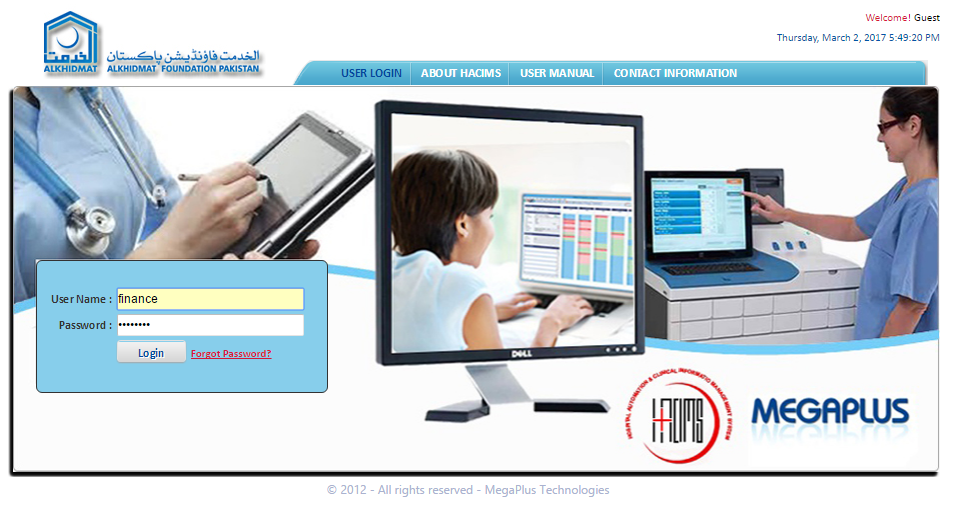 Welcome! Guest
Thursday, March 2, 2017 5:49:20 PM
الخدمت
ALKHIDMAT
الخدمت فاؤنڈیشن پاکستان
ALKHIDMAT FOUNDATION PAKISTAN
USER LOGIN
ABOUT HACIMS
USER MANUAL
CONTACT INFORMATION
User Name :
finance
Password :
••••••••
Login
Forgot Password?
DELL
HOSPITAL AUTOMATION & CLINICAL INFORMATIC MANAGEMENT SYSTEM
HACIMS
MEGAPLUS
© 2012 - All rights reserved - MegaPlus Technologies